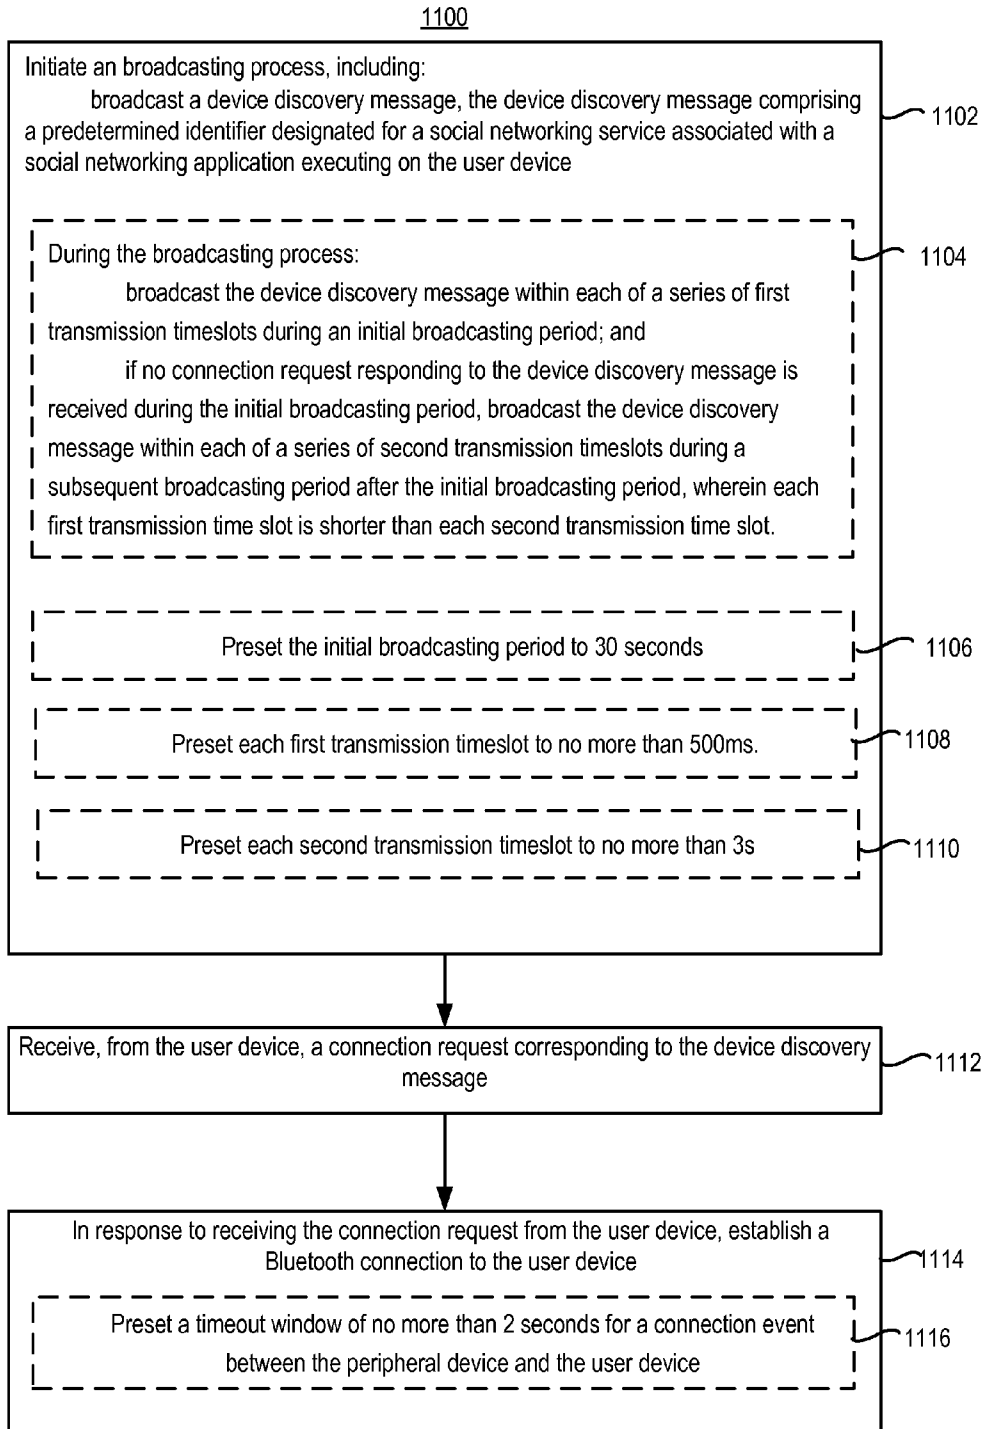 1100
Initiate an broadcasting process, including:
broadcast a device discovery message, the device discovery message comprising
a predetermined identifier designated for a social networking service associated with a
social networking application executing on the user device
1102
During the broadcasting process:
1104
broadcast the device discovery message within each of a series of first
transmission timeslots during an initial broadcasting period; and
if no connection request responding to the device discovery message is
received during the initial broadcasting period, broadcast the device discovery
message within each of a series of second transmission timeslots during a
subsequent broadcasting period after the initial broadcasting period, wherein each
first transmission time slot is shorter than each second transmission time slot.
Preset the initial broadcasting period to 30 seconds
1106
Preset each first transmission timeslot to no more than 500ms.
1108
Preset each second transmission timeslot to no more than 3s
1110
Receive, from the user device, a connection request corresponding to the device discovery
message
1112
In response to receiving the connection request from the user device, establish a
Bluetooth connection to the user device
1114
Preset a timeout window of no more than 2 seconds for a connection event
between the peripheral device and the user device
1116